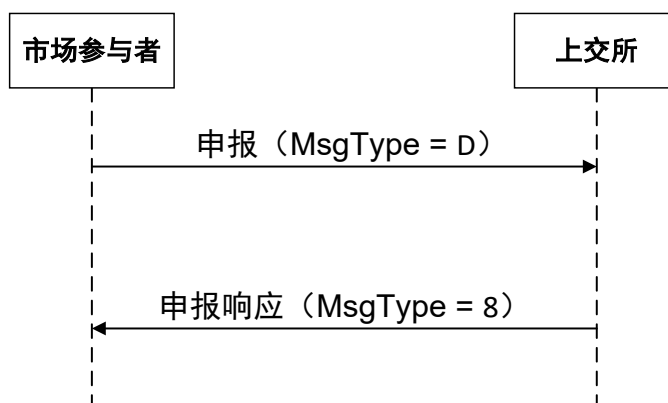 市场参与者
上交所
申报（MsgType = D）
申报响应（MsgType = 8）